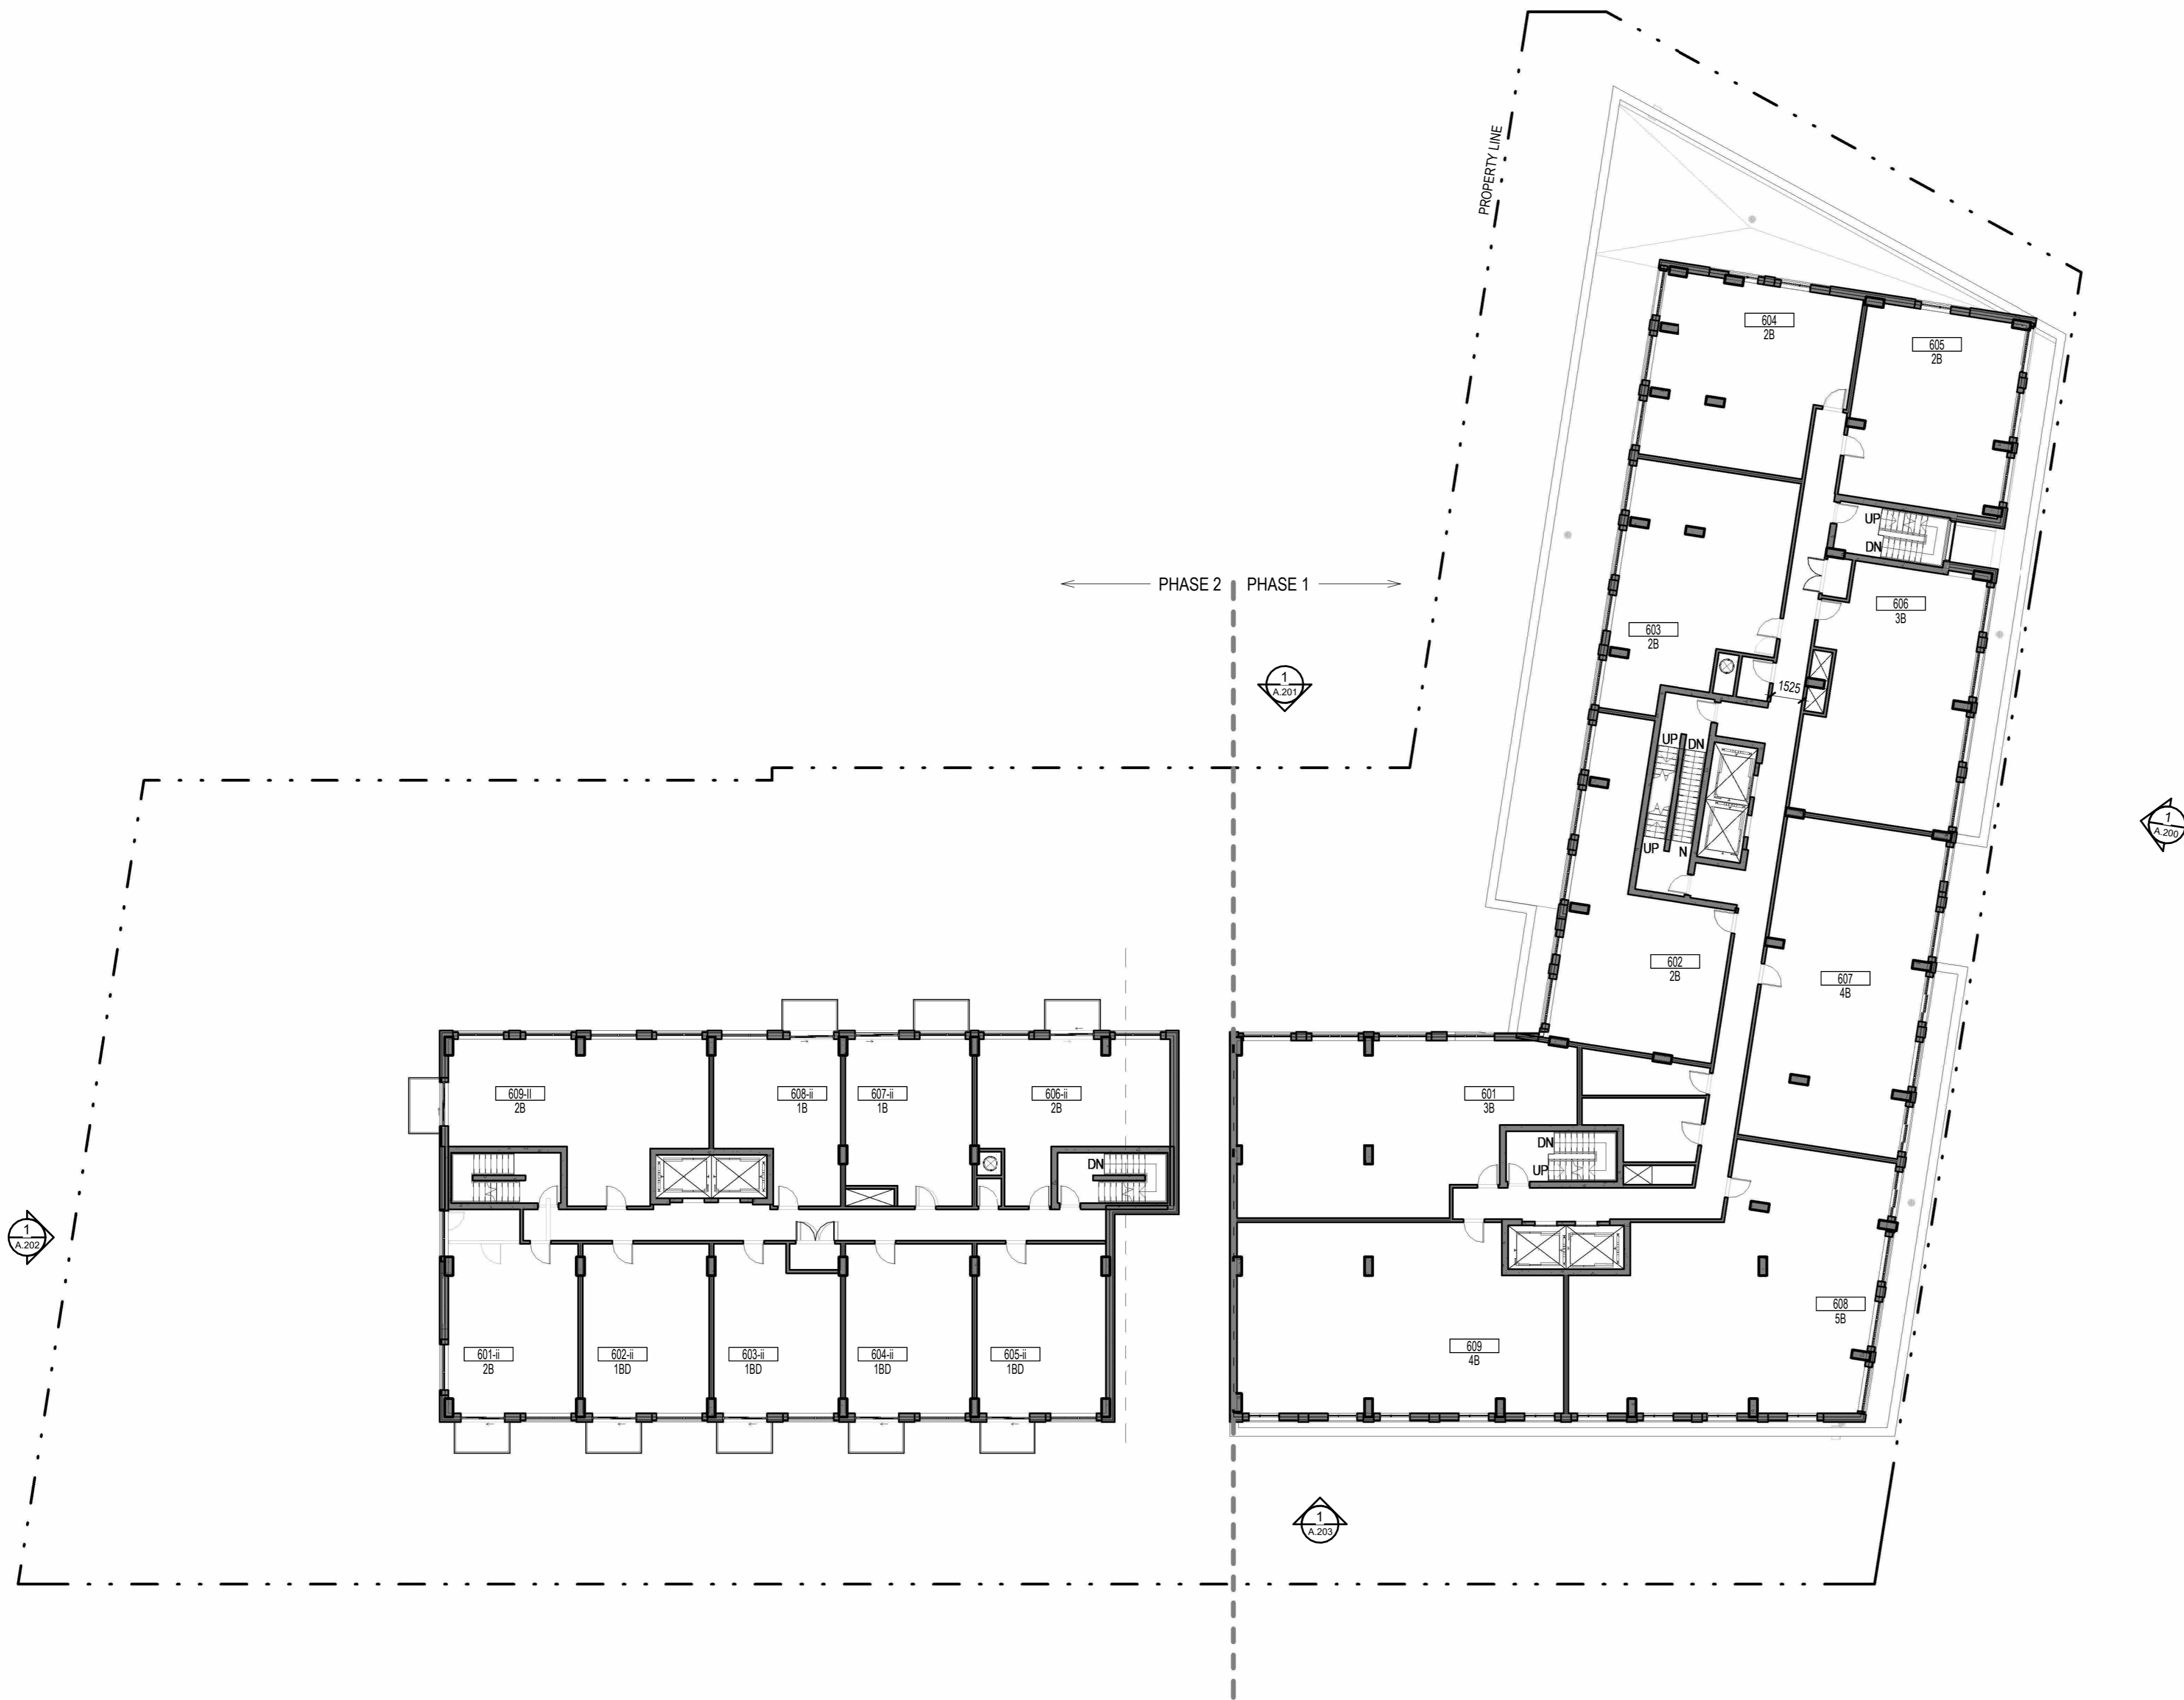 PROPERTY LINE
604
2B
605
2B
UP
DN
PHASE 2
PHASE 1
606
3B
603
2B
1
A.201
1525
UP
DN
UP
N
1
A.200
602
2B
607
4B
609-II
2B
608-ii
1B
607-ii
1B
606-ii
2B
601
3B
DN
UP
DN
1
A.202
608
5B
609
4B
601-ii
2B
602-ii
1BD
603-ii
1BD
604-ii
1BD
605-ii
1BD
1
A.203